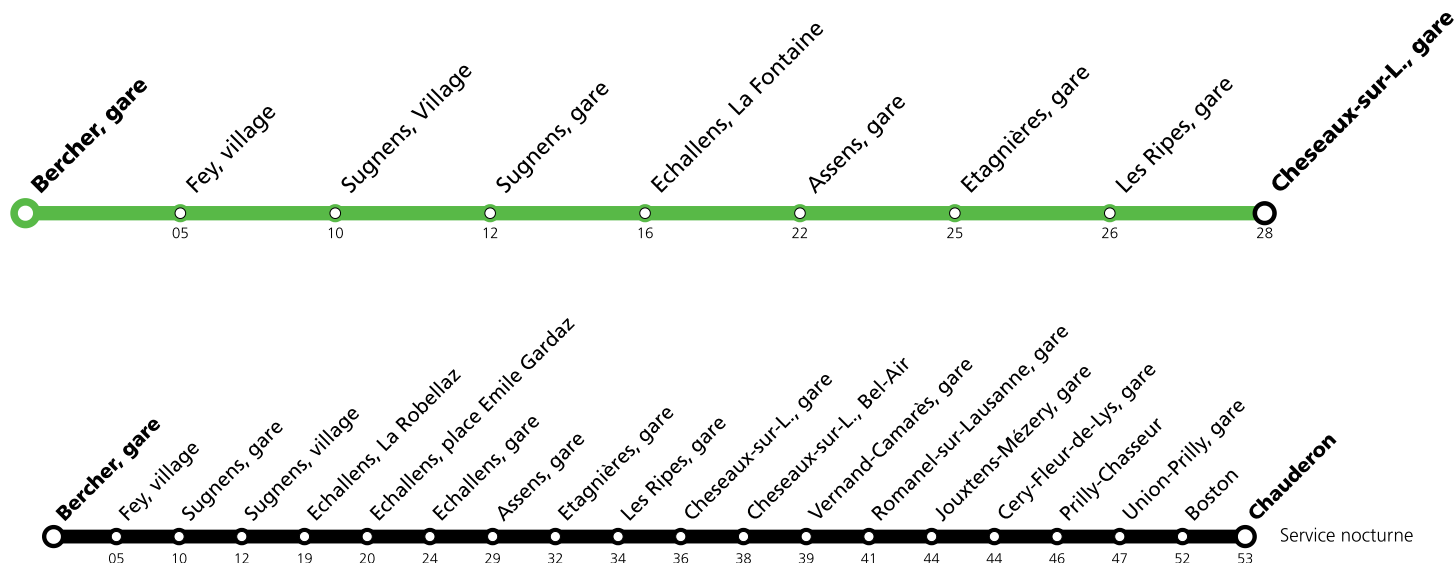 Bercher, gare
Fey, village
Sugnens, Village
Sugnens, gare
Echallens, La Fontaine
Assens, gare
Etagnières, gare
Les Ripes, gare
Cheseaux-sur-L., gare
05 10 12 16 22 25 26 28
Bercher, gare
Fey, village
Sugnens, gare
Sugnens, village
Echallens, La Robellaz
Echallens, place Emile Gardaz
Echallens, gare
Assens, gare
Etagnières, gare
Les Ripes, gare
Cheseaux-sur-L., gare
Cheseaux-sur-L., Bel-Air
Vernand-Camarès, gare
Romanel-sur-Lausanne, gare
Jouxtens-Mézery, gare
Cery-Fleur-de-Lys, gare
Prilly-Chasseur
Union-Prilly, gare
Boston
Chauderon
Service nocturne
05 10 12 19 20 24 29 32 34 36 38 39 41 44 44 46 47 52 53